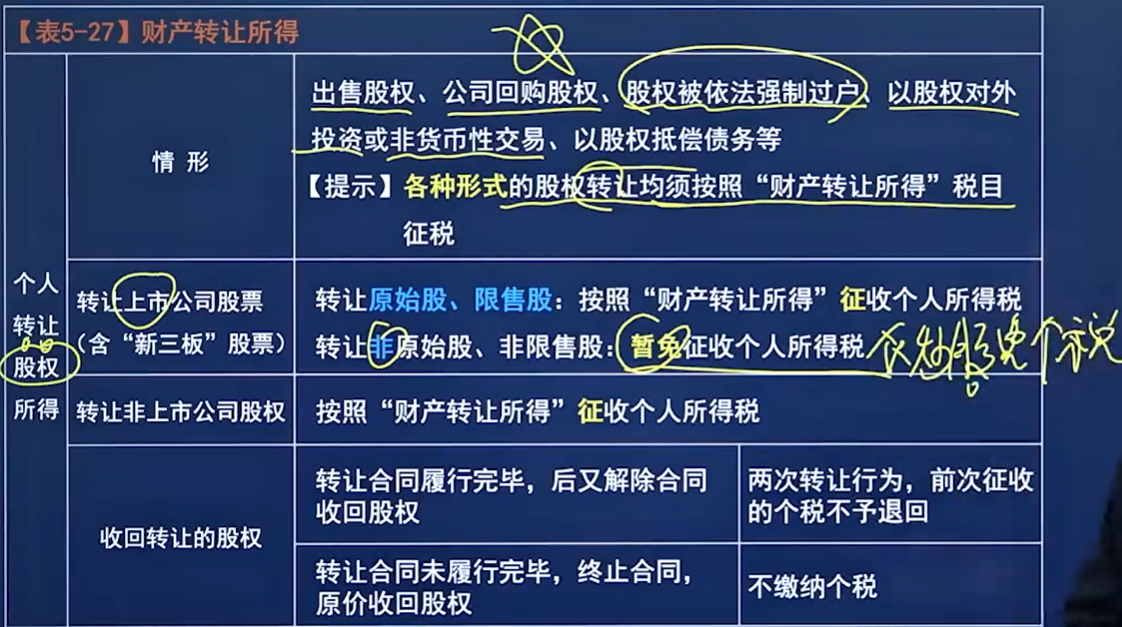 【表5-27】财产转让所得
个人
转让
股权
所得
情 形
出售股权、公司回购股权、股权被依法强制过户、以股权对外
投资或非货币性交易、以股权抵偿债务等
【提示】各种形式的股权转让均须按照“财产转让所得”税目
征税
转让上市公司股票
（含“新三板”股票）
转让原始股、限售股：按照“财产转让所得”征收个人所得税
转让非原始股、非限售股：暂免征收个人所得税
转让非上市公司股权
按照“财产转让所得”征收个人所得税
收回转让的股权
转让合同履行完毕，后又解除合同
收回股权
两次转让行为，前次征收
的个税不予退回
转让合同未履行完毕，终止合同，
原价收回股权
不缴纳个税